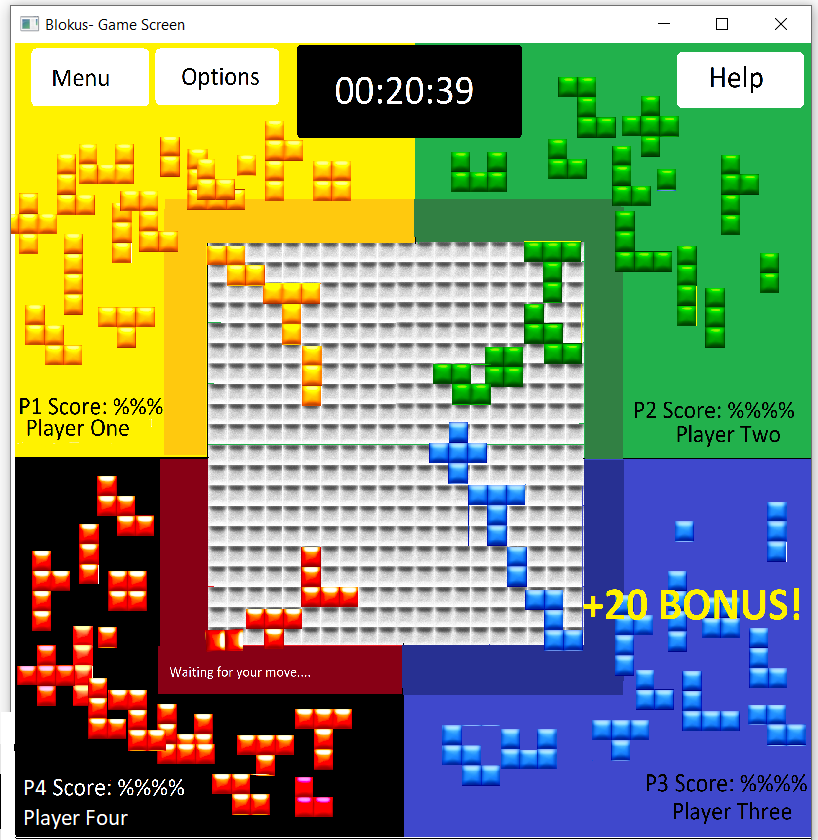 Blokus- Game Screen
Menu
Options
00:20:39
Help
P1 Score: %%%
Player One
P2 Score: %%%%
Player Two
+20 BONUS!
Waiting for your move....
P4 Score: %%%%
Player Four
P3 Score: %%%%
Player Three